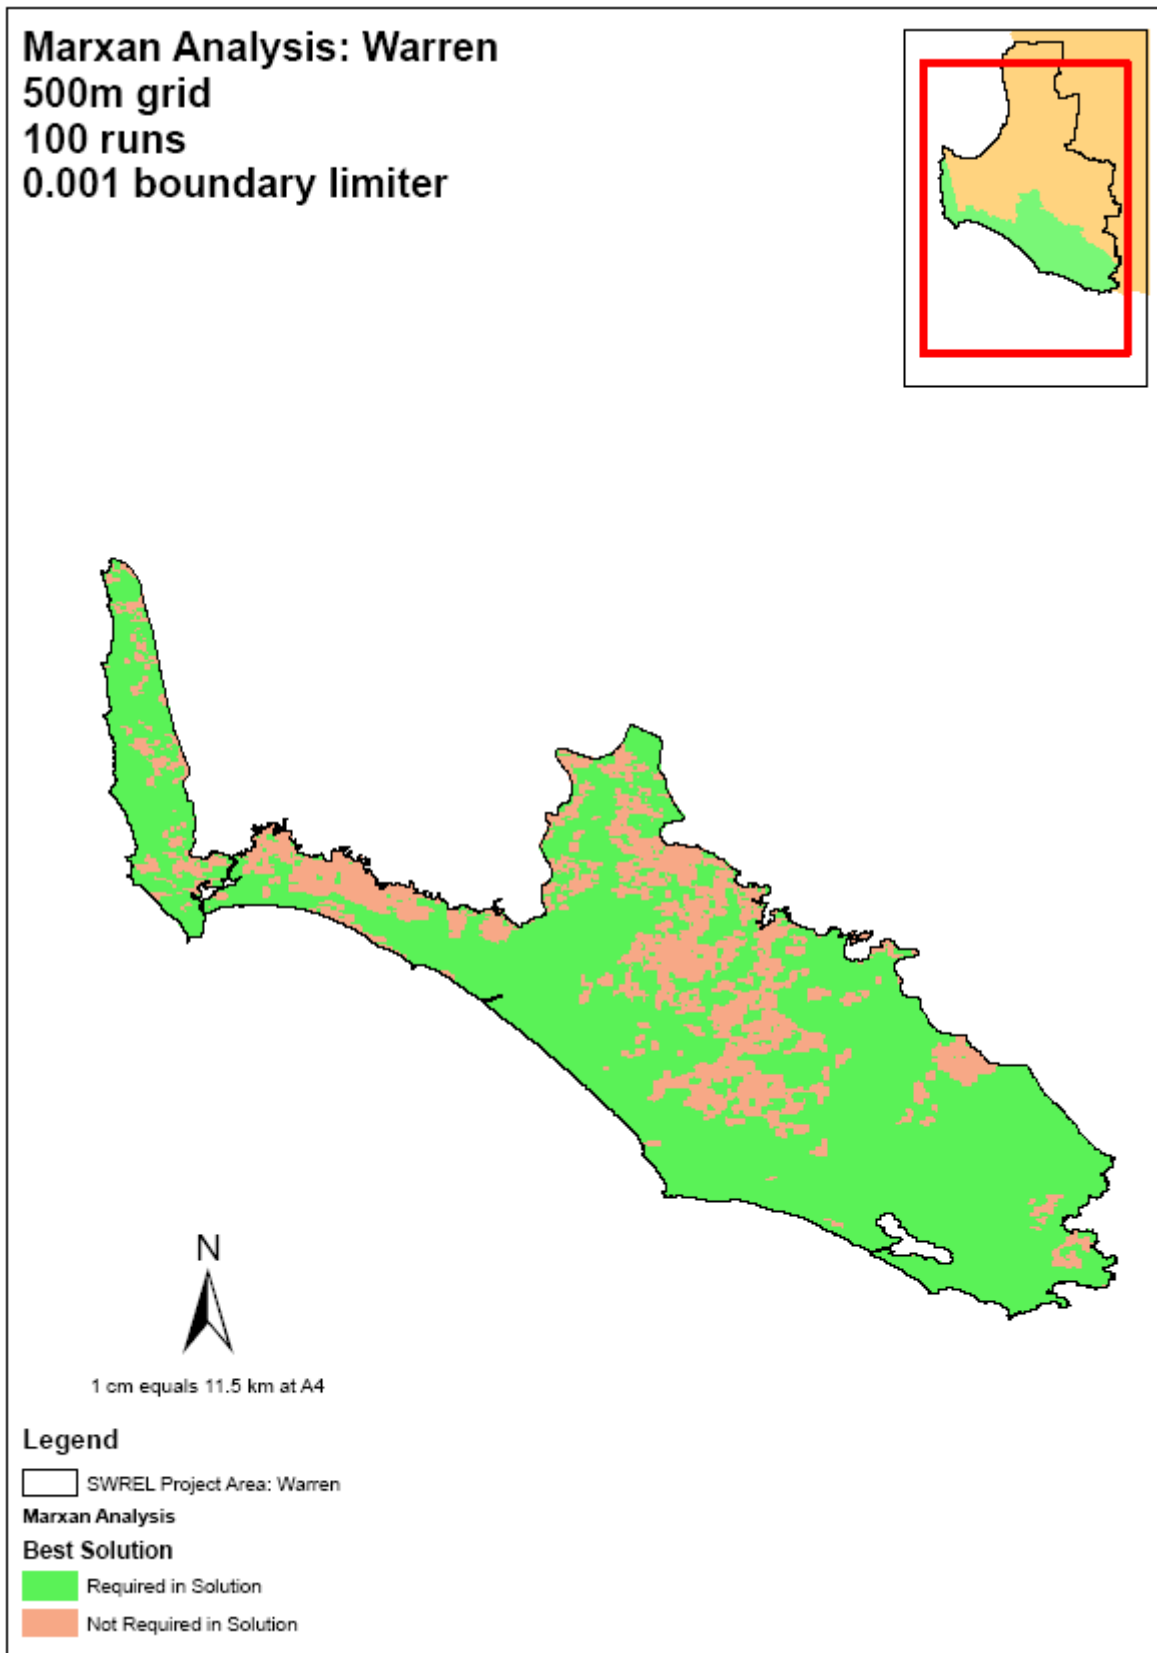 Marxan Analysis: Warren
500m grid
100 runs
0.001 boundary limiter
N
1 cm equals 11.5 km at A4
Legend
SWREL Project Area: Warren
Marxan Analysis
Best Solution
Required in Solution
Not Required in Solution